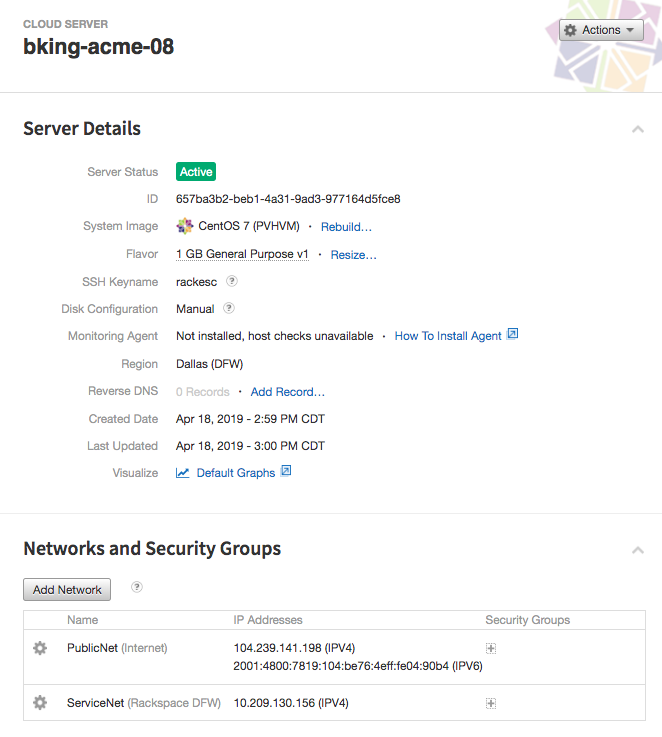 CLOUD SERVER
bking-acme-08
Actions
Server Details
Server Status Active
ID 657ba3b2-beb1-4a31-9ad3-977164d5fce8
System Image CentOS 7 (PVHVM) · Rebuild...
Flavor 1 GB General Purpose v1 · Resize...
SSH Keyname rackesc ?
Disk Configuration Manual ?
Monitoring Agent Not installed, host checks unavailable · How To Install Agent
Region Dallas (DFW)
Reverse DNS 0 Records · Add Record...
Created Date Apr 18, 2019 - 2:59 PM CDT
Last Updated Apr 18, 2019 - 3:00 PM CDT
Visualize Default Graphs
Networks and Security Groups
Add Network ?
Name IP Addresses Security Groups
PublicNet (Internet) 104.239.141.198 (IPV4)
2001:4800:7819:104:be76:4eff:fe04:90b4 (IPV6)
ServiceNet (Rackspace DFW) 10.209.130.156 (IPV4)